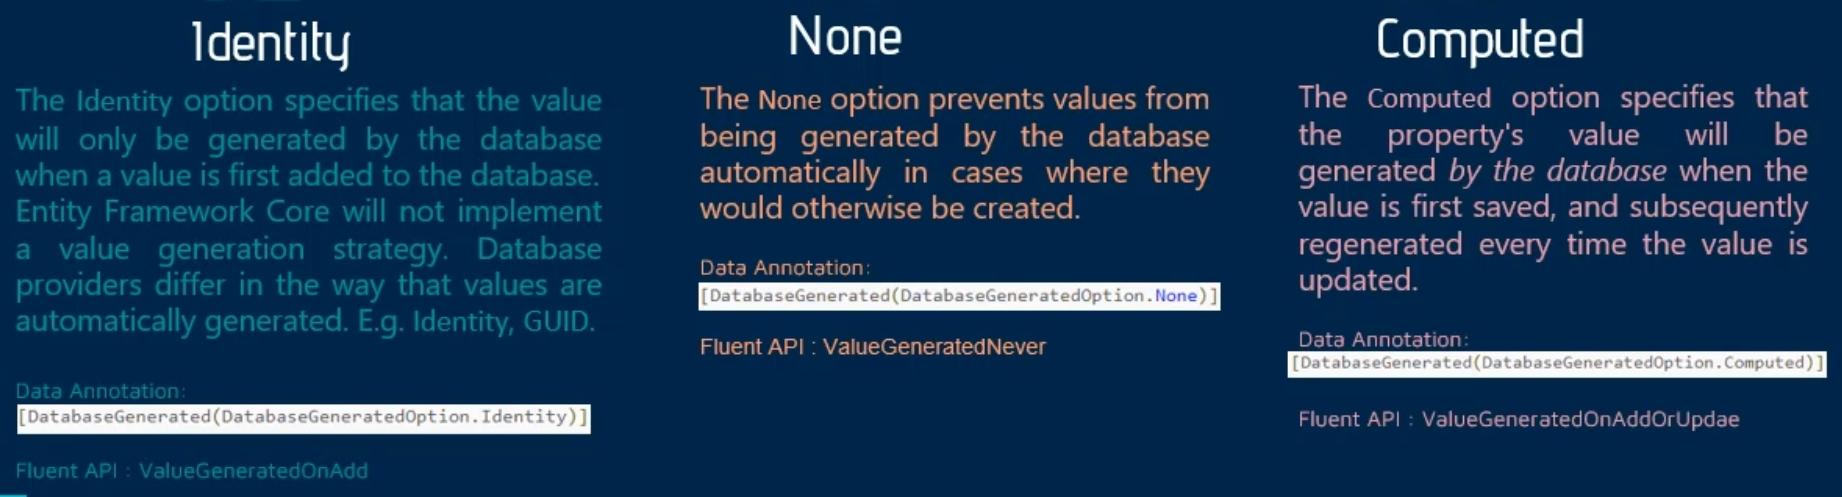 Identity
The Identity option specifies that the value
will only be generated by the database
when a value is first added to the database.
Entity Framework Core will not implement
a value generation strategy. Database
providers differ in the way that values are
automatically generated. E.g. Identity, GUID.
Data Annotation:
[DatabaseGenerated(DatabaseGeneratedOption.Identity)]
Fluent API : ValueGeneratedOnAdd
None
The None option prevents values from
being generated by the database
automatically in cases where they
would otherwise be created.
Data Annotation:
[DatabaseGenerated(DatabaseGeneratedOption.None)]
Fluent API : ValueGeneratedNever
Computed
The Computed option specifies that
the property's value will be
generated by the database when the
value is first saved, and subsequently
regenerated every time the value is
updated.
Data Annotation:
[DatabaseGenerated(DatabaseGeneratedOption.Computed)]
Fluent API : ValueGeneratedOnAddOrUpdae